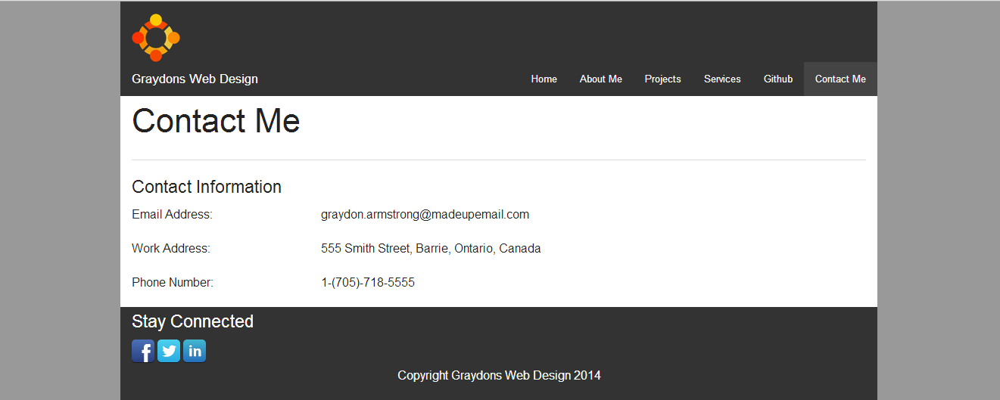 Graydons Web Design
Home About Me Projects Services Github Contact Me
Contact Me
Contact Information
Email Address: graydon.armstrong@madeupemail.com
Work Address: 555 Smith Street, Barrie, Ontario, Canada
Phone Number: 1-(705)-718-5555
Stay Connected
f in
Copyright Graydons Web Design 2014